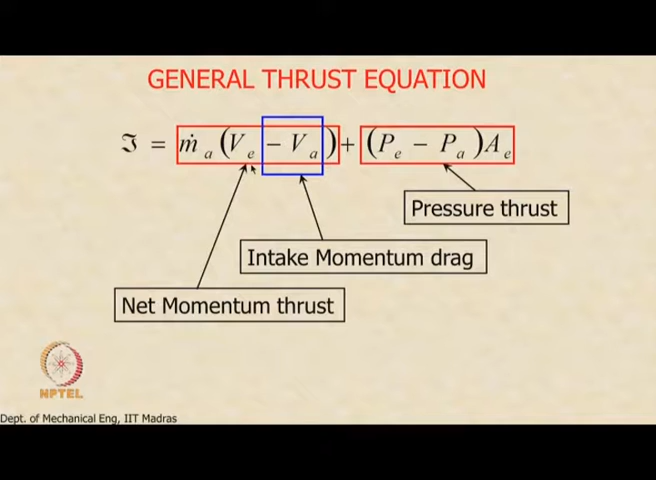 GENERAL THRUST EQUATION
ℑ = ṁₐ (Vₑ − Vₐ) + (Pₑ − Pₐ)Aₑ
Pressure thrust
Intake Momentum drag
Net Momentum thrust
NPTEL
Dept. of Mechanical Eng, IIT Madras